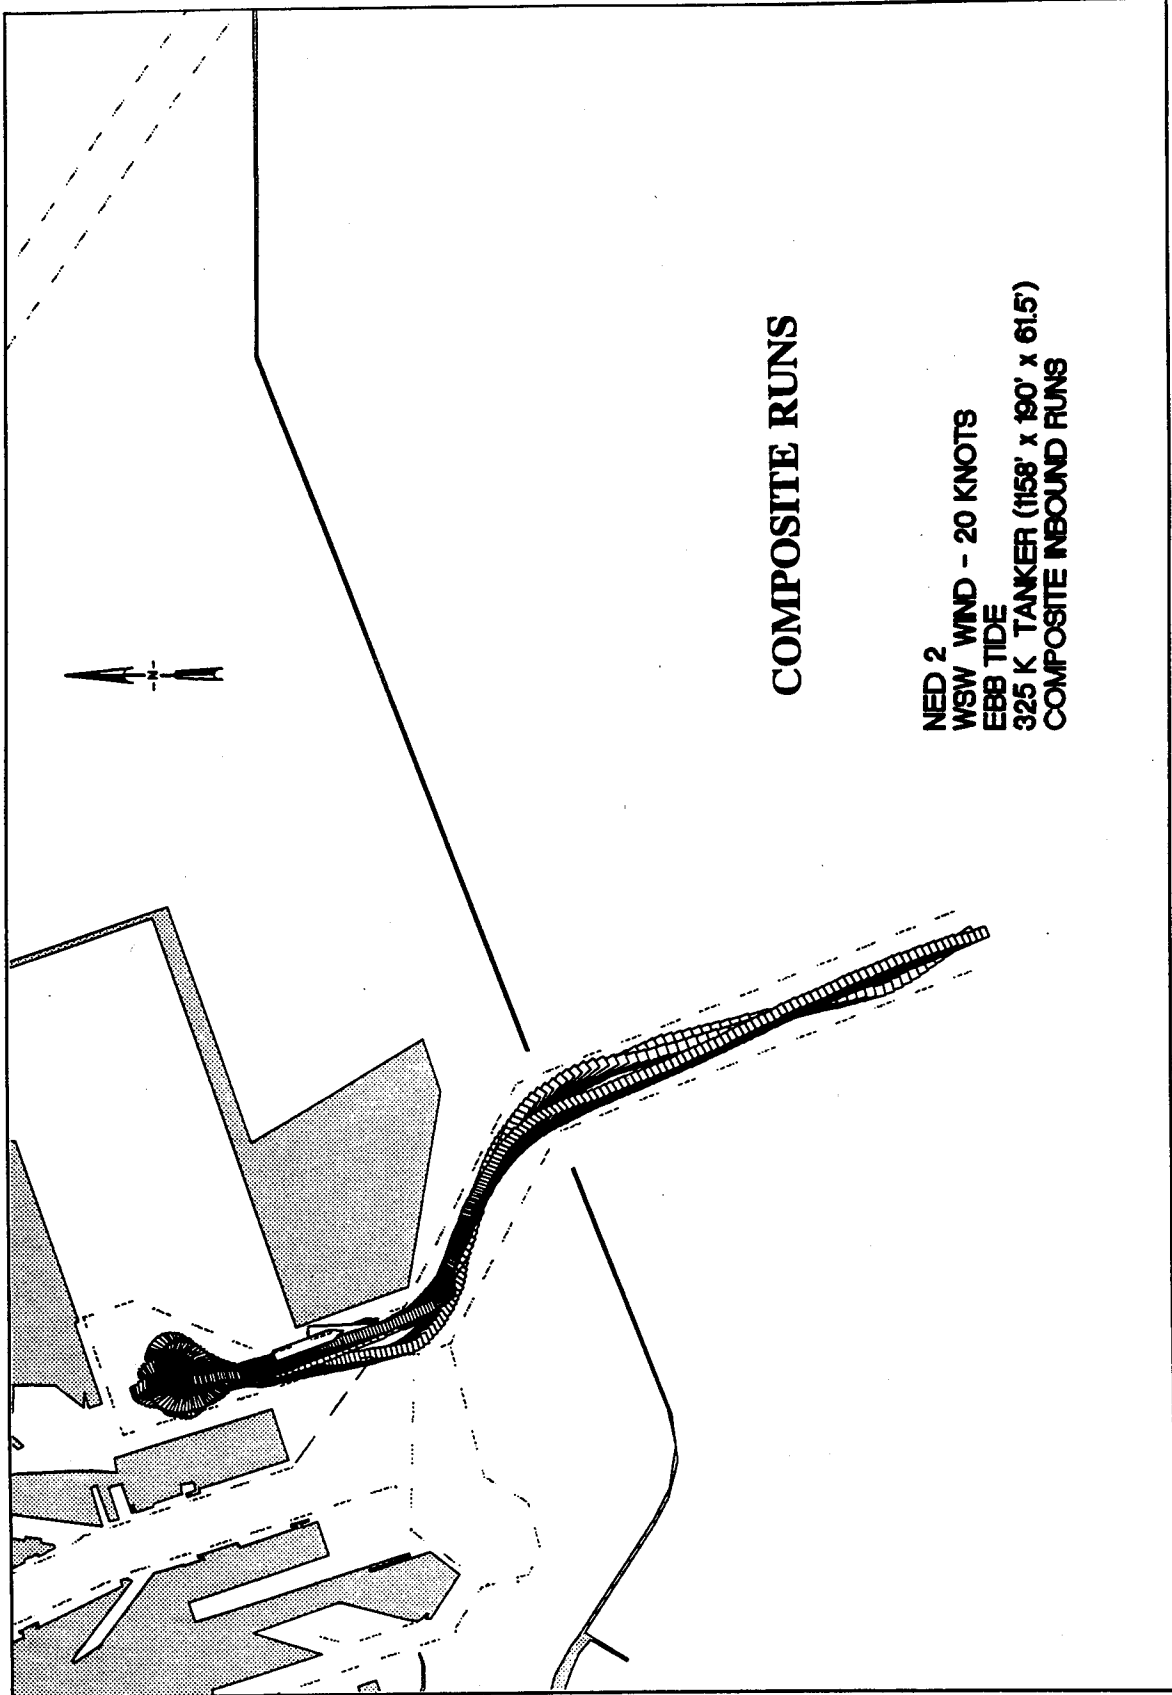 COMPOSITE RUNS
NED 2
WSW WIND - 20 KNOTS
EBB TIDE
325 K TANKER (1158' x 190' x 61.5')
COMPOSITE INBOUND RUNS
N